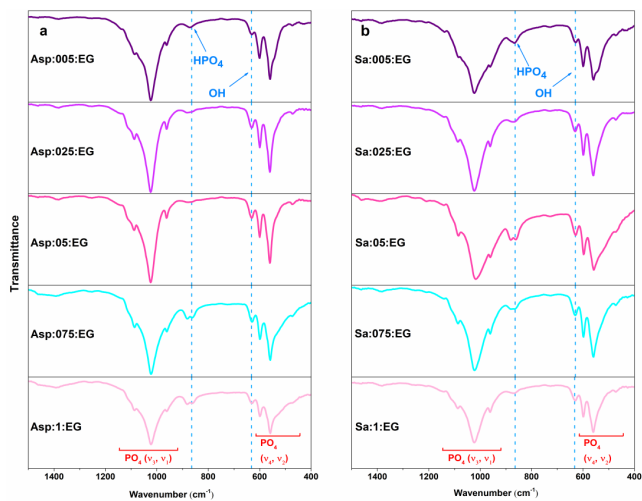 a
Asp:005:EG
HPO4
OH
Asp:025:EG
Asp:05:EG
Asp:075:EG
Asp:1:EG
PO4 (ν3, ν1)
PO4
(ν4, ν2)
1400 1200 1000 800 600 400
Wavenumber (cm-1)
Transmittance
b
Sa:005:EG
HPO4
OH
Sa:025:EG
Sa:05:EG
Sa:075:EG
Sa:1:EG
PO4 (ν3, ν1)
PO4
(ν4, ν2)
1400 1200 1000 800 600 400
Wavenumber (cm-1)